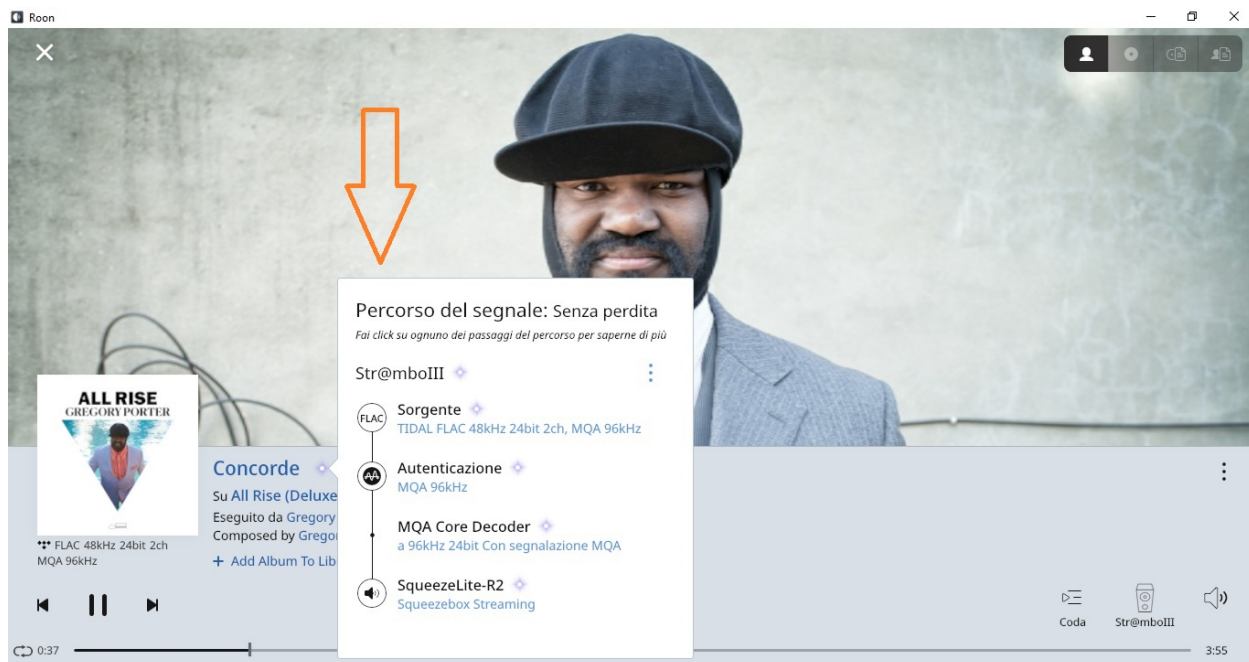 Roon
Percorso del segnale: Senza perdita
Fai click su ognuno dei passaggi del percorso per saperne di più
Str@mboIII
FLAC
Sorgente
TIDAL FLAC 48kHz 24bit 2ch, MQA 96kHz
Autenticazione
MQA 96kHz
MQA Core Decoder
a 96kHz 24bit Con segnalazione MQA
SqueezeLite-R2
Squeezebox Streaming
ALL RISE
GREGORY PORTER
FLAC 48kHz 24bit 2ch
MQA 96kHz
Concorde
Su All Rise (Deluxe
Eseguito da Gregory
Composed by Grego
+ Add Album To Lib
Coda
Str@mboIII
0:37
3:55